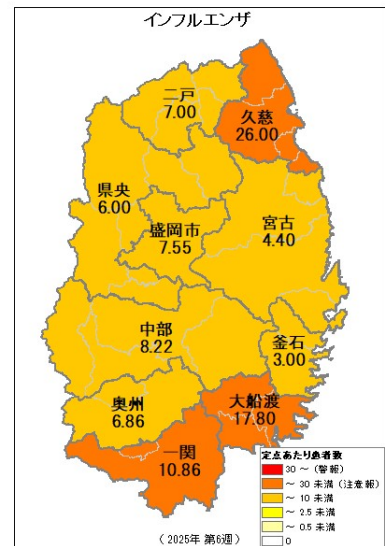 インフルエンザ
二戸
7.00
久慈
26.00
県央
6.00
盛岡市
7.55
宮古
4.40
中部
8.22
釜石
3.00
奥州
6.86
大船渡
17.80
一関
10.86
定点あたり患者数
30 ～ (警報)
～ 30 未満 (注意報)
～ 10 未満
～ 2.5 未満
～ 0.5 未満
0
( 2025年 第6週 )